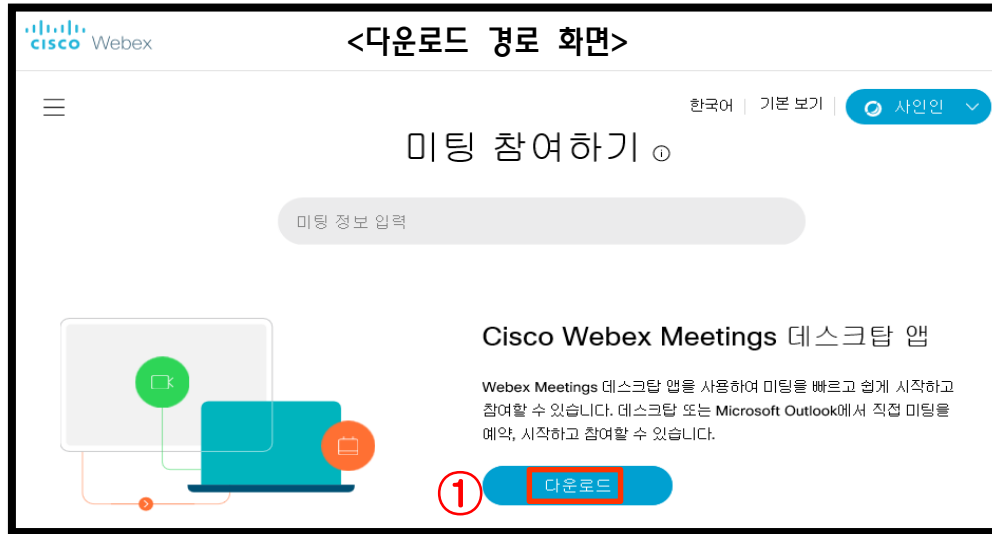 cisco Webex
<다운로드 경로 화면>
한국어 기본 보기 사인인
미팅 참여하기
미팅 정보 입력
Cisco Webex Meetings 데스크탑 앱
Webex Meetings 데스크탑 앱을 사용하여 미팅을 빠르고 쉽게 시작하고
참여할 수 있습니다. 데스크탑 또는 Microsoft Outlook에서 직접 미팅을
예약, 시작하고 참여할 수 있습니다.
① 다운로드